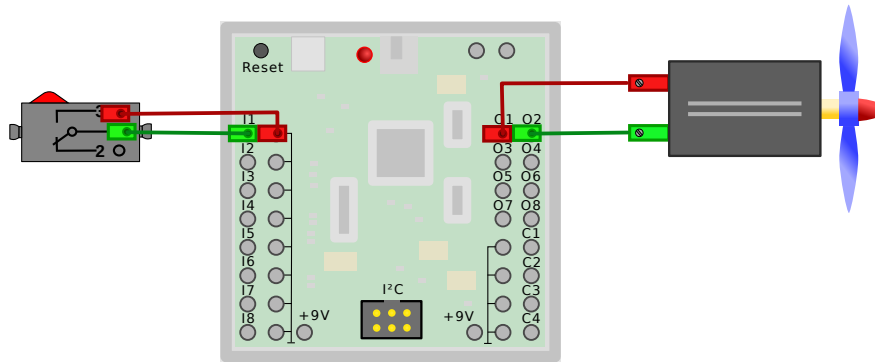 Reset
3
2
I1
I2
I3
I4
I5
I6
I7
I8
+9V
I²C
+9V
O1 O2
O3 O4
O5 O6
O7 O8
C1
C2
C3
C4